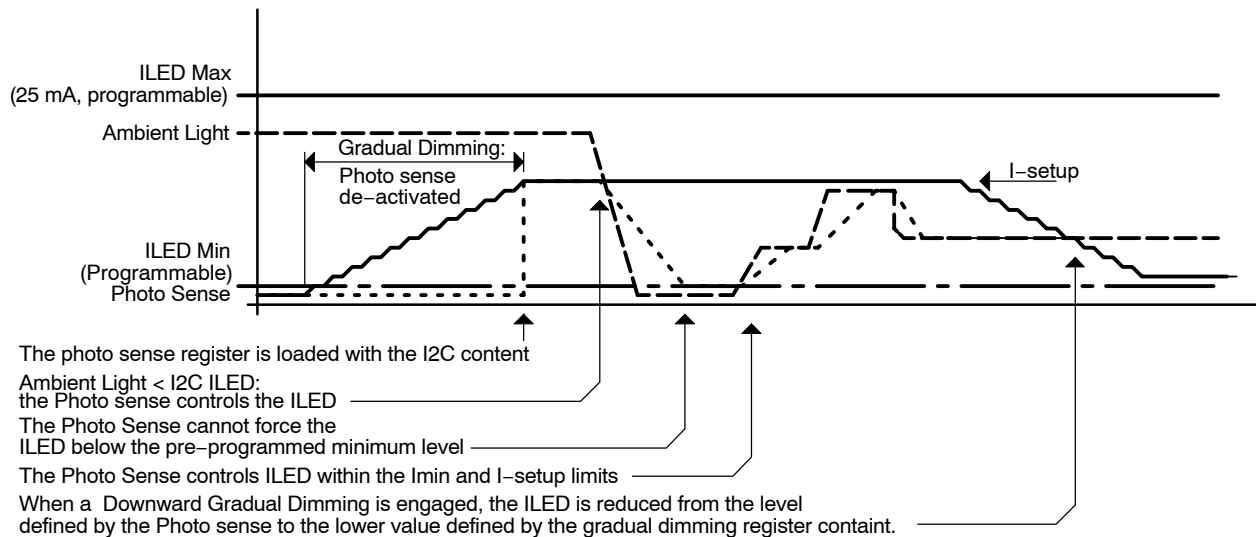 ILED Max
(25 mA, programmable)
Ambient Light
Gradual Dimming:
Photo sense
de−activated
I−setup
ILED Min
(Programmable)
Photo Sense
The photo sense register is loaded with the I2C content
Ambient Light < I2C ILED:
the Photo sense controls the ILED
The Photo Sense cannot force the
ILED below the pre−programmed minimum level
The Photo Sense controls ILED within the Imin and I−setup limits
When a Downward Gradual Dimming is engaged, the ILED is reduced from the level
defined by the Photo sense to the lower value defined by the gradual dimming register containt.